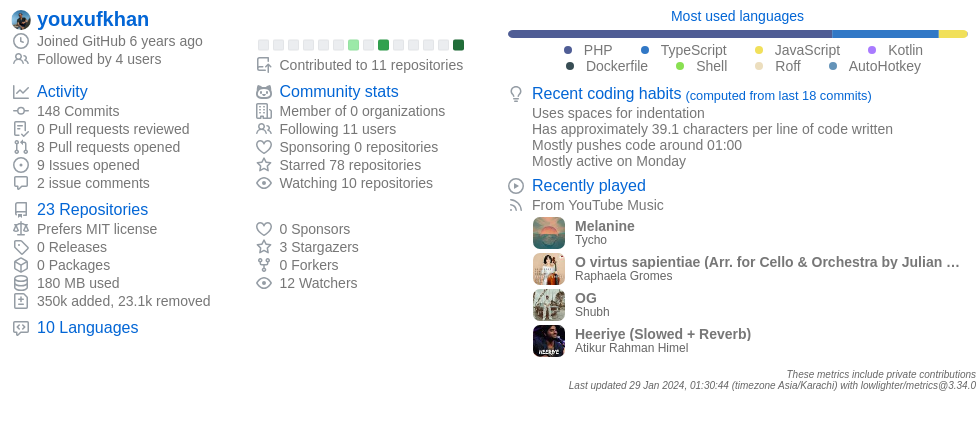 youxufkhan
Joined GitHub 6 years ago
Followed by 4 users
Contributed to 11 repositories
Activity
148 Commits
0 Pull requests reviewed
8 Pull requests opened
9 Issues opened
2 issue comments
Community stats
Member of 0 organizations
Following 11 users
Sponsoring 0 repositories
Starred 78 repositories
Watching 10 repositories
23 Repositories
Prefers MIT license
0 Releases
0 Packages
180 MB used
350k added, 23.1k removed
0 Sponsors
3 Stargazers
0 Forkers
12 Watchers
10 Languages
Most used languages
PHP TypeScript JavaScript Kotlin
Dockerfile Shell Roff AutoHotkey
Recent coding habits (computed from last 18 commits)
Uses spaces for indentation
Has approximately 39.1 characters per line of code written
Mostly pushes code around 01:00
Mostly active on Monday
Recently played
From YouTube Music
Melanine
Tycho
O virtus sapientiae (Arr. for Cello & Orchestra by Julian …
Raphaela Gromes
OG
Shubh
Heeriye (Slowed + Reverb)
Atikur Rahman Himel
HEERIYE
These metrics include private contributions
Last updated 29 Jan 2024, 01:30:44 (timezone Asia/Karachi) with lowlighter/metrics@3.34.0